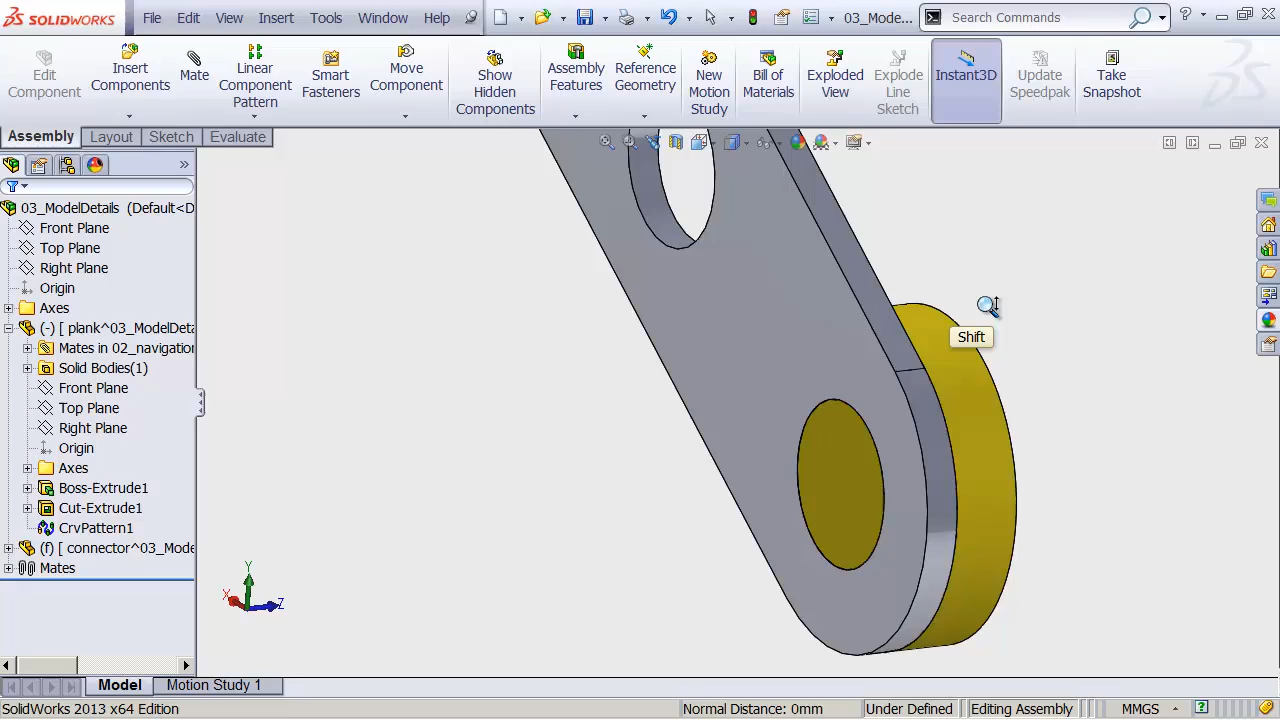 SOLIDWORKS File Edit View Insert Tools Window Help 03_Mode... Search Commands ?
Edit Component
Insert Components
Mate
Linear Component Pattern
Smart Fasteners
Move Component
Show Hidden Components
Assembly Features
Reference Geometry
New Motion Study
Bill of Materials
Exploded View
Explode Line Sketch
Instant3D
Update Speedpak
Take Snapshot
Assembly Layout Sketch Evaluate
03_ModelDetails (Default<D
Front Plane
Top Plane
Right Plane
Origin
Axes
(-) [ plank^03_ModelDeta
Mates in 02_navigation
Solid Bodies(1)
Front Plane
Top Plane
Right Plane
Origin
Axes
Boss-Extrude1
Cut-Extrude1
CrvPattern1
(f) [ connector^03_Mode
Mates
Shift
Y
X
Z
Model Motion Study 1
SolidWorks 2013 x64 Edition Normal Distance: 0mm Under Defined Editing Assembly MMGS ?